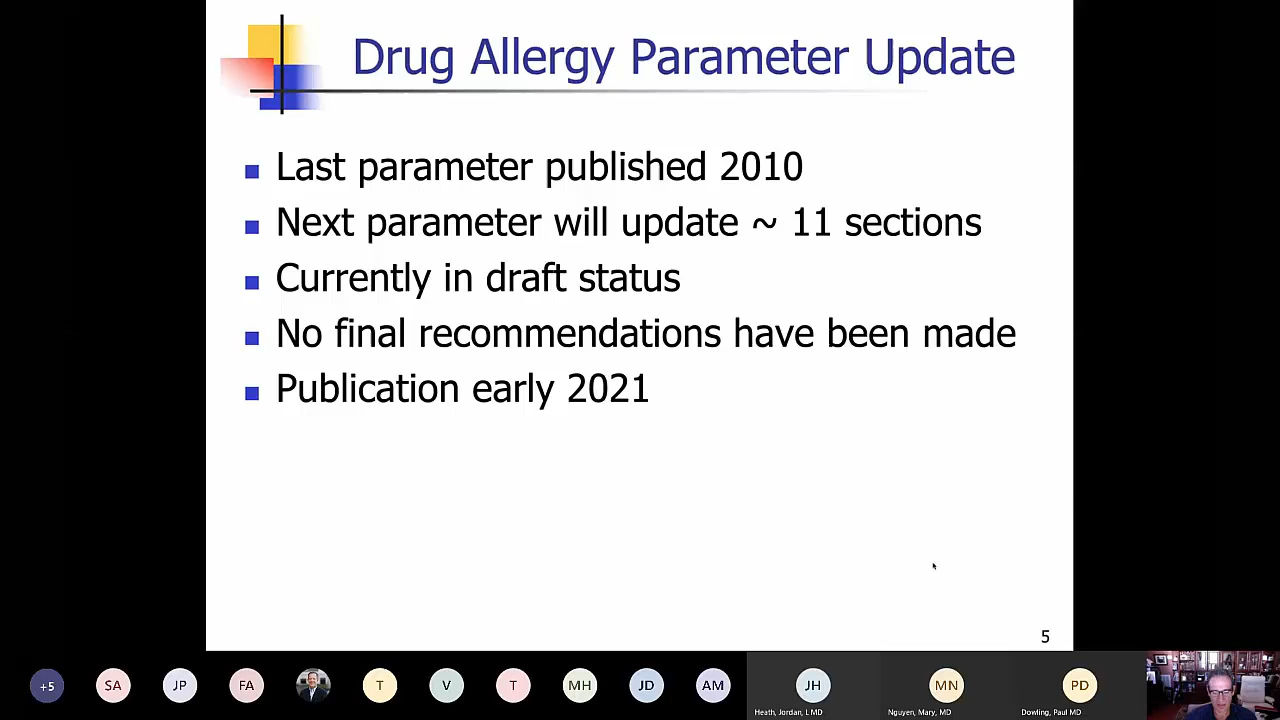 Drug Allergy Parameter Update
Last parameter published 2010
Next parameter will update ~ 11 sections
Currently in draft status
No final recommendations have been made
Publication early 2021
5
+5
SA
JP
FA
T
V
T
MH
JD
AM
JH
MN
PD
Heath, Jordan, L MD
Nguyen, Mary, MD
Dowling, Paul MD